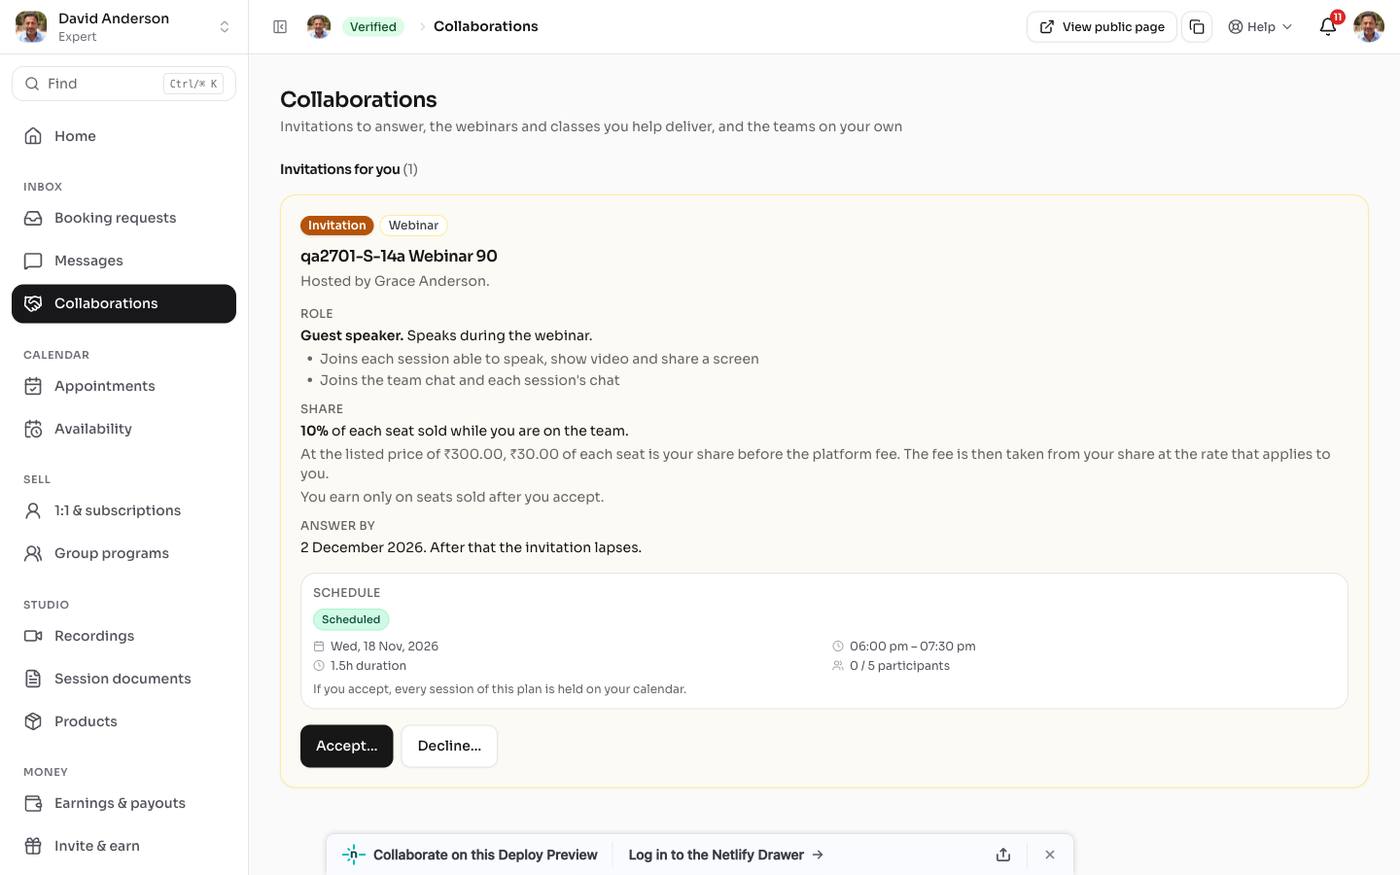 David Anderson
Expert
Verified
Collaborations
View public page
Help
11
Find
Ctrl/⌘ K
Home
INBOX
Booking requests
Messages
Collaborations
CALENDAR
Appointments
Availability
SELL
1:1 & subscriptions
Group programs
STUDIO
Recordings
Session documents
Products
MONEY
Earnings & payouts
Invite & earn
Collaborations
Invitations to answer, the webinars and classes you help deliver, and the teams on your own
Invitations for you (1)
Invitation
Webinar
qa2701-S-14a Webinar 90
Hosted by Grace Anderson.
ROLE
Guest speaker. Speaks during the webinar.
• Joins each session able to speak, show video and share a screen
• Joins the team chat and each session's chat
SHARE
10% of each seat sold while you are on the team.
At the listed price of ₹300.00, ₹30.00 of each seat is your share before the platform fee. The fee is then taken from your share at the rate that applies to
you.
You earn only on seats sold after you accept.
ANSWER BY
2 December 2026. After that the invitation lapses.
SCHEDULE
Scheduled
Wed, 18 Nov, 2026
06:00 pm – 07:30 pm
1.5h duration
0 / 5 participants
If you accept, every session of this plan is held on your calendar.
Accept...
Decline...
Collaborate on this Deploy Preview
Log in to the Netlify Drawer →